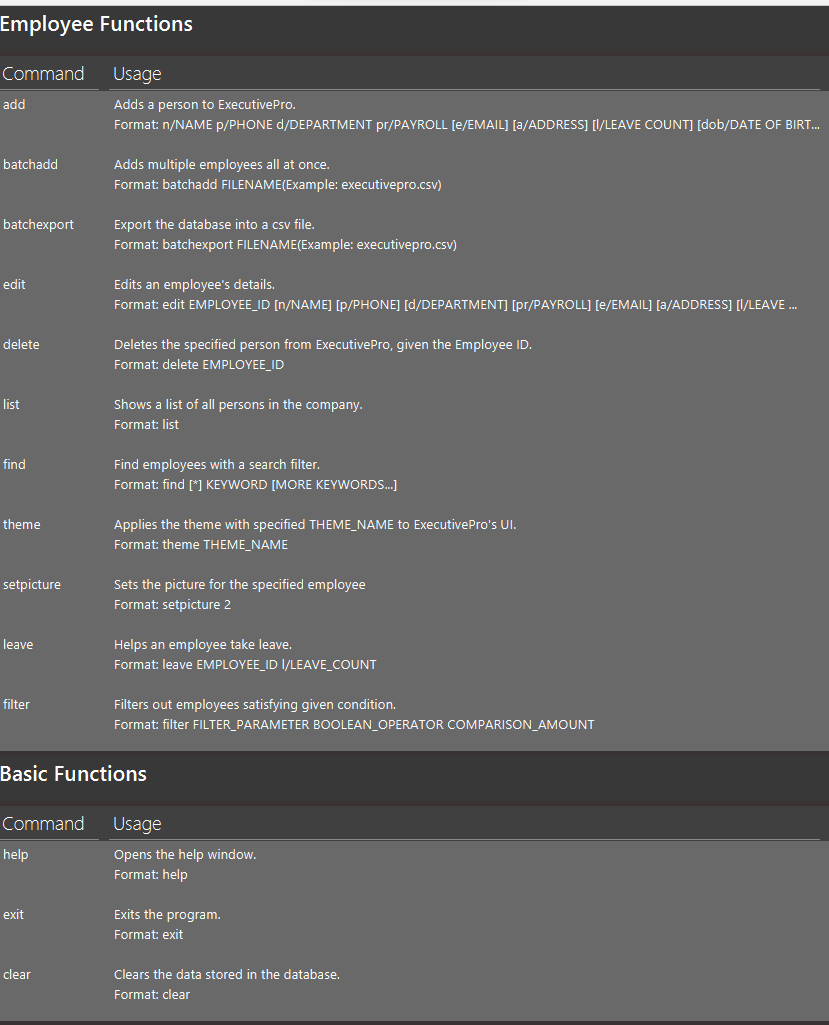 Employee Functions
Command Usage
add Adds a person to ExecutivePro.
Format: n/NAME p/PHONE d/DEPARTMENT pr/PAYROLL [e/EMAIL] [a/ADDRESS] [l/LEAVE COUNT] [dob/DATE OF BIRT...
batchadd Adds multiple employees all at once.
Format: batchadd FILENAME(Example: executivepro.csv)
batchexport Export the database into a csv file.
Format: batchexport FILENAME(Example: executivepro.csv)
edit Edits an employee's details.
Format: edit EMPLOYEE_ID [n/NAME] [p/PHONE] [d/DEPARTMENT] [pr/PAYROLL] [e/EMAIL] [a/ADDRESS] [l/LEAVE ...
delete Deletes the specified person from ExecutivePro, given the Employee ID.
Format: delete EMPLOYEE_ID
list Shows a list of all persons in the company.
Format: list
find Find employees with a search filter.
Format: find [*] KEYWORD [MORE KEYWORDS...]
theme Applies the theme with specified THEME_NAME to ExecutivePro's UI.
Format: theme THEME_NAME
setpicture Sets the picture for the specified employee
Format: setpicture 2
leave Helps an employee take leave.
Format: leave EMPLOYEE_ID l/LEAVE_COUNT
filter Filters out employees satisfying given condition.
Format: filter FILTER_PARAMETER BOOLEAN_OPERATOR COMPARISON_AMOUNT
Basic Functions
Command Usage
help Opens the help window.
Format: help
exit Exits the program.
Format: exit
clear Clears the data stored in the database.
Format: clear